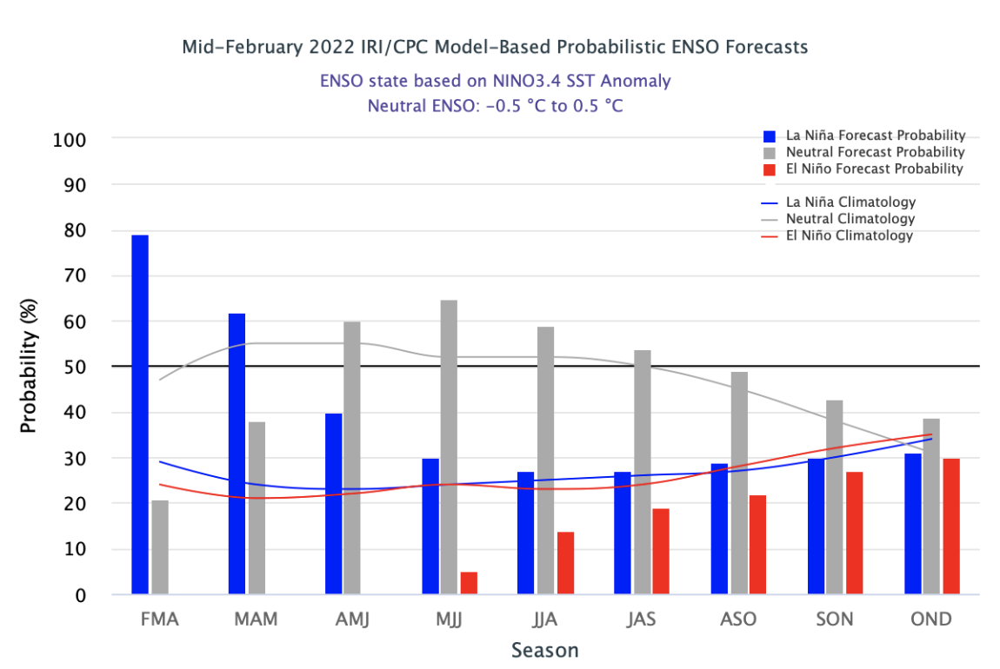 Mid-February 2022 IRI/CPC Model-Based Probabilistic ENSO Forecasts
ENSO state based on NINO3.4 SST Anomaly
Neutral ENSO: -0.5 °C to 0.5 °C
La Niña Forecast Probability
Neutral Forecast Probability
El Niño Forecast Probability
La Niña Climatology
Neutral Climatology
El Niño Climatology
Probability (%)
100
90
80
70
60
50
40
30
20
10
0
FMA MAM AMJ MJJ JJA JAS ASO SON OND
Season